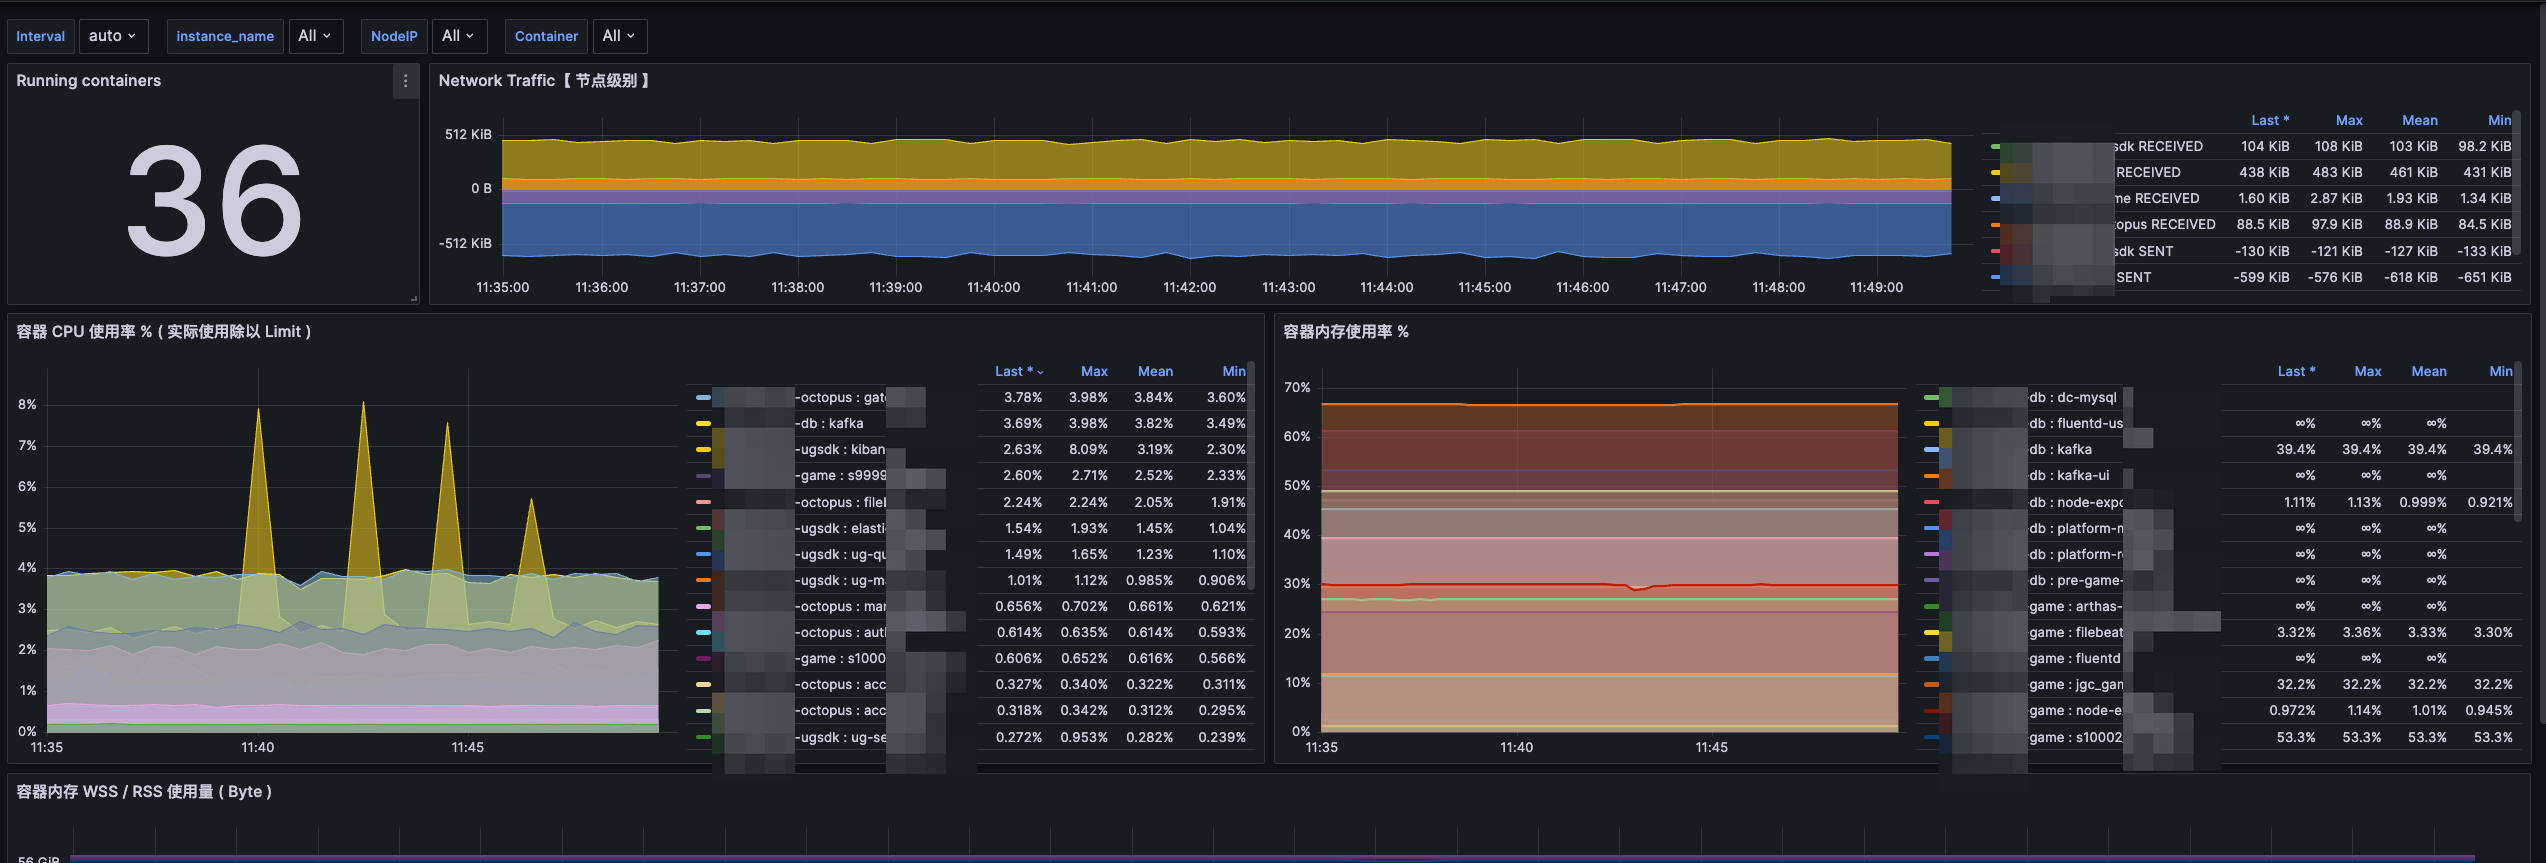 Interval auto instance_name All NodeIP All Container All
Running containers
36
Network Traffic【 节点级别 】
512 KiB
0 B
-512 KiB
11:35:00 11:36:00 11:37:00 11:38:00 11:39:00 11:40:00 11:41:00 11:42:00 11:43:00 11:44:00 11:45:00 11:46:00 11:47:00 11:48:00 11:49:00
Last * Max Mean Min
sdk RECEIVED 104 KiB 108 KiB 103 KiB 98.2 KiB
RECEIVED 438 KiB 483 KiB 461 KiB 431 KiB
me RECEIVED 1.60 KiB 2.87 KiB 1.93 KiB 1.34 KiB
topus RECEIVED 88.5 KiB 97.9 KiB 88.9 KiB 84.5 KiB
sdk SENT -130 KiB -121 KiB -127 KiB -133 KiB
SENT -599 KiB -576 KiB -618 KiB -651 KiB
容器 CPU 使用率 % ( 实际使用除以 Limit )
8%
7%
6%
5%
4%
3%
2%
1%
0%
11:35 11:40 11:45
Last * Max Mean Min
-octopus : gate 3.78% 3.98% 3.84% 3.60%
-db : kafka 3.69% 3.98% 3.82% 3.49%
-ugsdk : kiban 2.63% 8.09% 3.19% 2.30%
-game : s9999 2.60% 2.71% 2.52% 2.33%
-octopus : filel 2.24% 2.24% 2.05% 1.91%
-ugsdk : elasti 1.54% 1.93% 1.45% 1.04%
-ugsdk : ug-qu 1.49% 1.65% 1.23% 1.10%
-ugsdk : ug-m 1.01% 1.12% 0.985% 0.906%
-octopus : mar 0.656% 0.702% 0.661% 0.621%
-octopus : auth 0.614% 0.635% 0.614% 0.593%
-game : s1000 0.606% 0.652% 0.616% 0.566%
-octopus : acc 0.327% 0.340% 0.322% 0.311%
-octopus : acc 0.318% 0.342% 0.312% 0.295%
-ugsdk : ug-se 0.272% 0.953% 0.282% 0.239%
容器内存使用率 %
70%
60%
50%
40%
30%
20%
10%
0%
11:35 11:40 11:45
Last * Max Mean Min
-db : dc-mysql
-db : fluentd-us ∞% ∞% ∞%
-db : kafka 39.4% 39.4% 39.4% 39.4%
-db : kafka-ui ∞% ∞% ∞%
-db : node-expo 1.11% 1.13% 0.999% 0.921%
-db : platform-m ∞% ∞% ∞%
-db : platform-r ∞% ∞% ∞%
-db : pre-game- ∞% ∞% ∞%
-game : arthas- ∞% ∞% ∞%
-game : filebeat 3.32% 3.36% 3.33% 3.30%
-game : fluentd ∞% ∞% ∞%
-game : jgc_gam 32.2% 32.2% 32.2% 32.2%
-game : node-e 0.972% 1.14% 1.01% 0.945%
-game : s10002 53.3% 53.3% 53.3% 53.3%
容器内存 WSS / RSS 使用量 ( Byte )
56 GiB